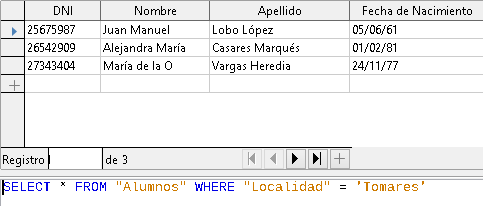 DNI Nombre Apellido Fecha de Nacimiento
25675987 Juan Manuel Lobo López 05/06/61
26542909 Alejandra María Casares Marqués 01/02/81
27343404 María de la O Vargas Heredia 24/11/77
Registro 1 de 3
SELECT * FROM "Alumnos" WHERE "Localidad" = 'Tomares'